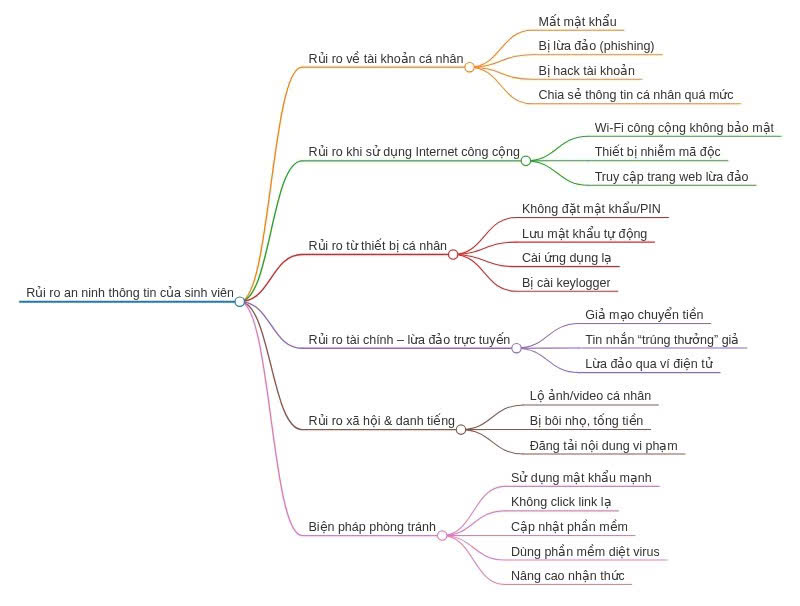 Rủi ro an ninh thông tin của sinh viên
Rủi ro về tài khoản cá nhân
Mất mật khẩu
Bị lừa đảo (phishing)
Bị hack tài khoản
Chia sẻ thông tin cá nhân quá mức
Rủi ro khi sử dụng Internet công cộng
Wi-Fi công cộng không bảo mật
Thiết bị nhiễm mã độc
Truy cập trang web lừa đảo
Rủi ro từ thiết bị cá nhân
Không đặt mật khẩu/PIN
Lưu mật khẩu tự động
Cài ứng dụng lạ
Bị cài keylogger
Rủi ro tài chính – lừa đảo trực tuyến
Giả mạo chuyển tiền
Tin nhắn “trúng thưởng” giả
Lừa đảo qua ví điện tử
Rủi ro xã hội & danh tiếng
Lộ ảnh/video cá nhân
Bị bôi nhọ, tống tiền
Đăng tải nội dung vi phạm
Biện pháp phòng tránh
Sử dụng mật khẩu mạnh
Không click link lạ
Cập nhật phần mềm
Dùng phần mềm diệt virus
Nâng cao nhận thức